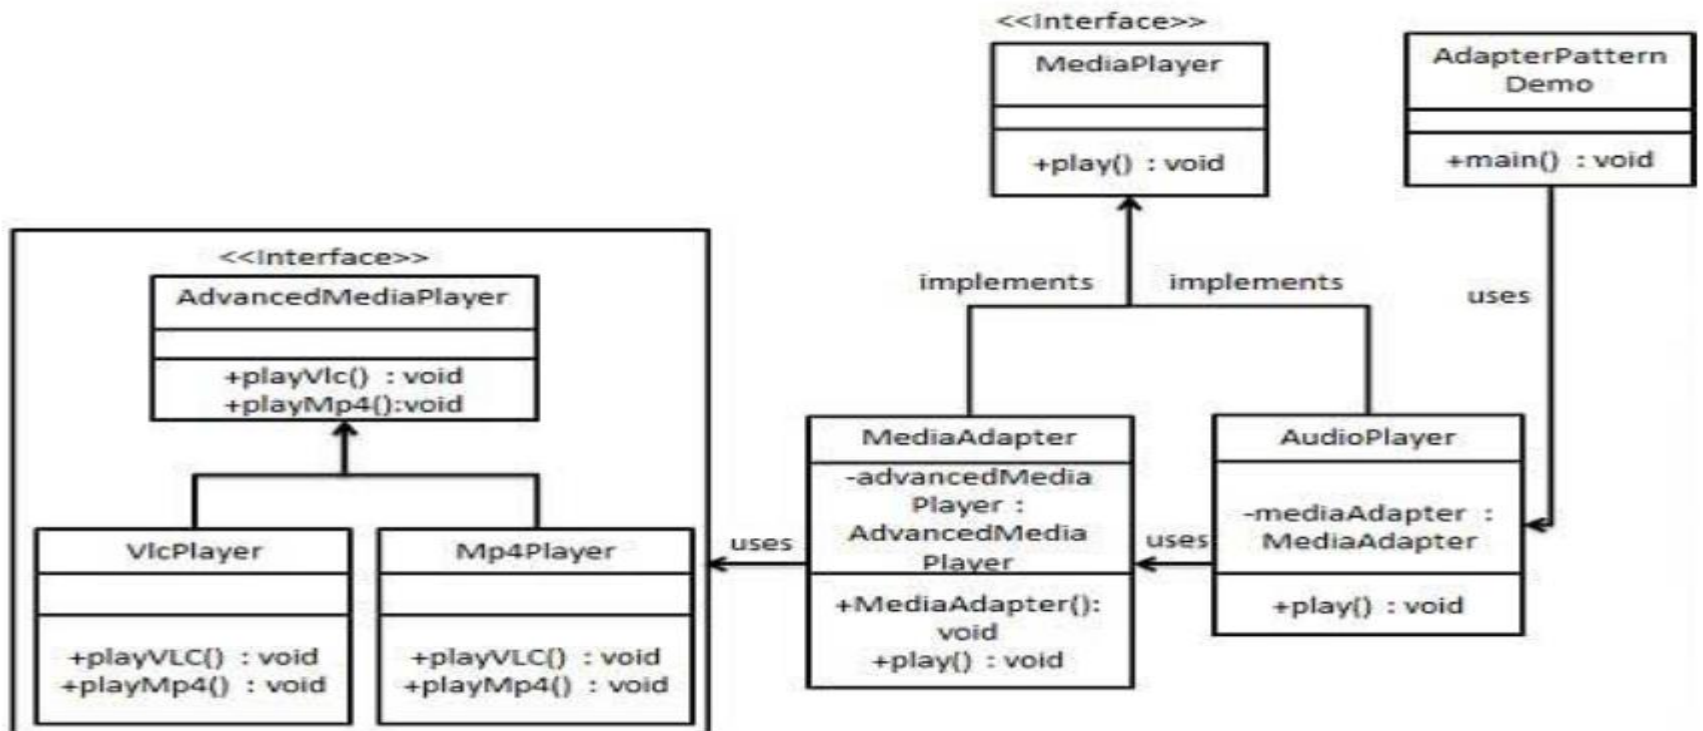 <<Interface>>
MediaPlayer
+play() : void
AdapterPattern
Demo
+main() : void
implements
implements
uses
<<Interface>>
AdvancedMediaPlayer
+playVlc() : void
+playMp4():void
VlcPlayer
+playVLC() : void
+playMp4() : void
Mp4Player
+playVLC() : void
+playMp4() : void
uses
MediaAdapter
-advancedMedia
Player :
AdvancedMedia
Player
+MediaAdapter():
void
+play() : void
uses
AudioPlayer
-mediaAdapter :
MediaAdapter
+play() : void